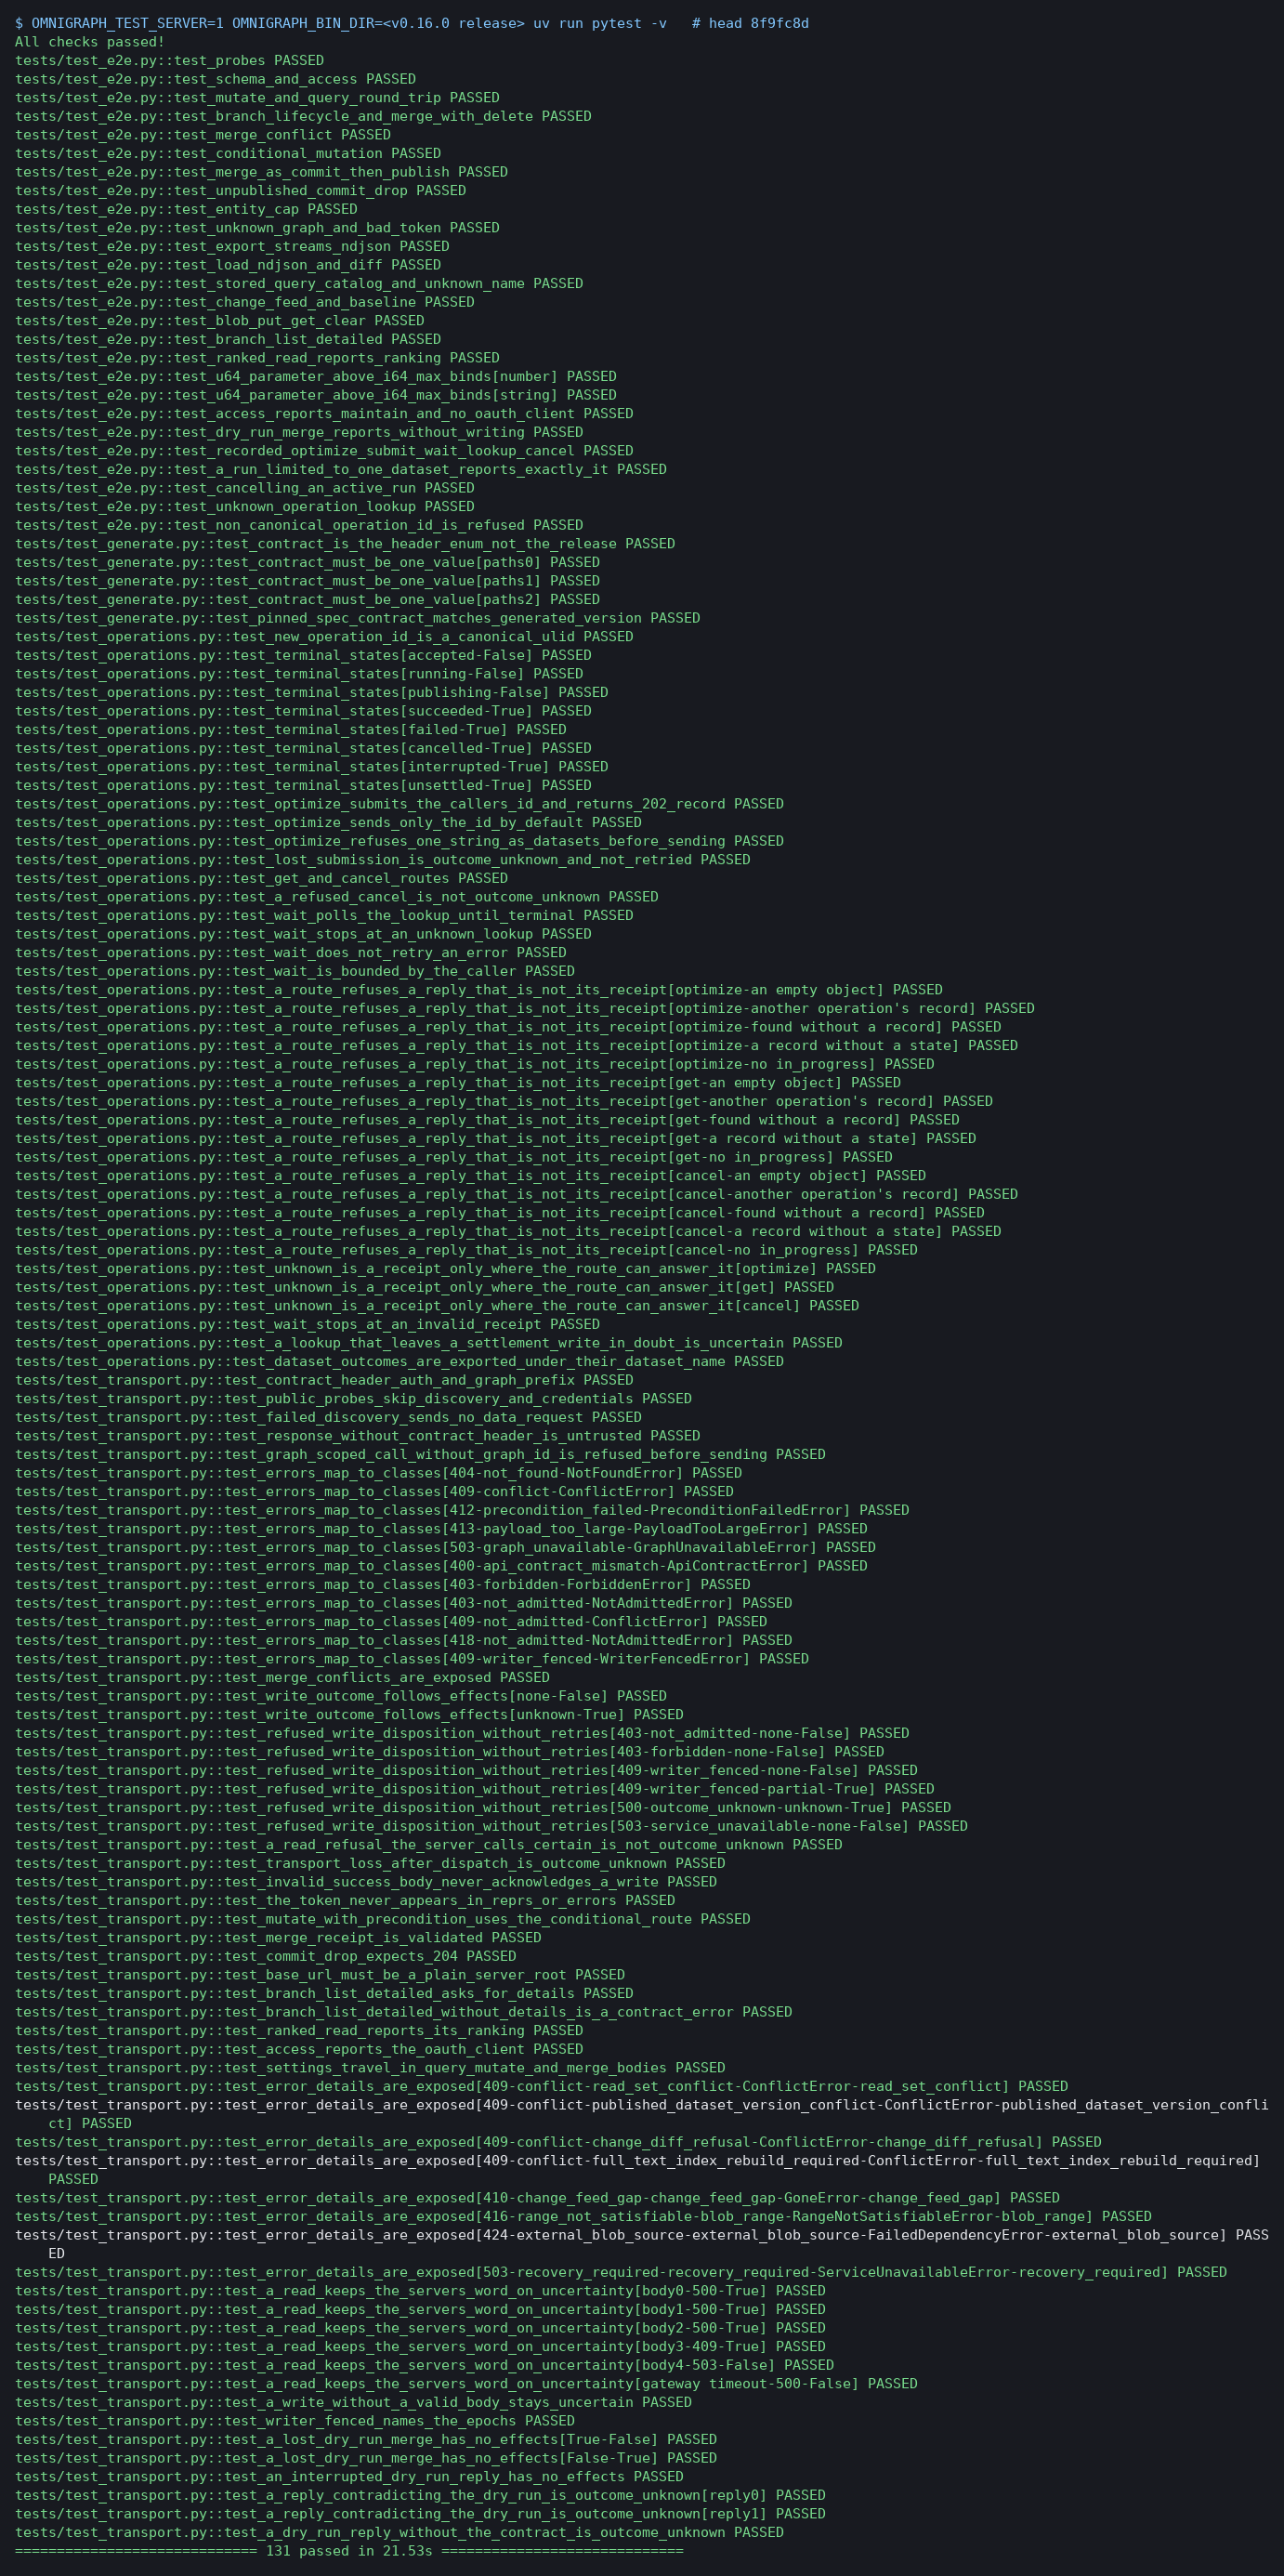 $ OMNIGRAPH_TEST_SERVER=1 OMNIGRAPH_BIN_DIR=<v0.16.0 release> uv run pytest -v   # head 8f9fc8d
All checks passed!
tests/test_e2e.py::test_probes PASSED
tests/test_e2e.py::test_schema_and_access PASSED
tests/test_e2e.py::test_mutate_and_query_round_trip PASSED
tests/test_e2e.py::test_branch_lifecycle_and_merge_with_delete PASSED
tests/test_e2e.py::test_merge_conflict PASSED
tests/test_e2e.py::test_conditional_mutation PASSED
tests/test_e2e.py::test_merge_as_commit_then_publish PASSED
tests/test_e2e.py::test_unpublished_commit_drop PASSED
tests/test_e2e.py::test_entity_cap PASSED
tests/test_e2e.py::test_unknown_graph_and_bad_token PASSED
tests/test_e2e.py::test_export_streams_ndjson PASSED
tests/test_e2e.py::test_load_ndjson_and_diff PASSED
tests/test_e2e.py::test_stored_query_catalog_and_unknown_name PASSED
tests/test_e2e.py::test_change_feed_and_baseline PASSED
tests/test_e2e.py::test_blob_put_get_clear PASSED
tests/test_e2e.py::test_branch_list_detailed PASSED
tests/test_e2e.py::test_ranked_read_reports_ranking PASSED
tests/test_e2e.py::test_u64_parameter_above_i64_max_binds[number] PASSED
tests/test_e2e.py::test_u64_parameter_above_i64_max_binds[string] PASSED
tests/test_e2e.py::test_access_reports_maintain_and_no_oauth_client PASSED
tests/test_e2e.py::test_dry_run_merge_reports_without_writing PASSED
tests/test_e2e.py::test_recorded_optimize_submit_wait_lookup_cancel PASSED
tests/test_e2e.py::test_a_run_limited_to_one_dataset_reports_exactly_it PASSED
tests/test_e2e.py::test_cancelling_an_active_run PASSED
tests/test_e2e.py::test_unknown_operation_lookup PASSED
tests/test_e2e.py::test_non_canonical_operation_id_is_refused PASSED
tests/test_generate.py::test_contract_is_the_header_enum_not_the_release PASSED
tests/test_generate.py::test_contract_must_be_one_value[paths0] PASSED
tests/test_generate.py::test_contract_must_be_one_value[paths1] PASSED
tests/test_generate.py::test_contract_must_be_one_value[paths2] PASSED
tests/test_generate.py::test_pinned_spec_contract_matches_generated_version PASSED
tests/test_operations.py::test_new_operation_id_is_a_canonical_ulid PASSED
tests/test_operations.py::test_terminal_states[accepted-False] PASSED
tests/test_operations.py::test_terminal_states[running-False] PASSED
tests/test_operations.py::test_terminal_states[publishing-False] PASSED
tests/test_operations.py::test_terminal_states[succeeded-True] PASSED
tests/test_operations.py::test_terminal_states[failed-True] PASSED
tests/test_operations.py::test_terminal_states[cancelled-True] PASSED
tests/test_operations.py::test_terminal_states[interrupted-True] PASSED
tests/test_operations.py::test_terminal_states[unsettled-True] PASSED
tests/test_operations.py::test_optimize_submits_the_callers_id_and_returns_202_record PASSED
tests/test_operations.py::test_optimize_sends_only_the_id_by_default PASSED
tests/test_operations.py::test_optimize_refuses_one_string_as_datasets_before_sending PASSED
tests/test_operations.py::test_lost_submission_is_outcome_unknown_and_not_retried PASSED
tests/test_operations.py::test_get_and_cancel_routes PASSED
tests/test_operations.py::test_a_refused_cancel_is_not_outcome_unknown PASSED
tests/test_operations.py::test_wait_polls_the_lookup_until_terminal PASSED
tests/test_operations.py::test_wait_stops_at_an_unknown_lookup PASSED
tests/test_operations.py::test_wait_does_not_retry_an_error PASSED
tests/test_operations.py::test_wait_is_bounded_by_the_caller PASSED
tests/test_operations.py::test_a_route_refuses_a_reply_that_is_not_its_receipt[optimize-an empty object] PASSED
tests/test_operations.py::test_a_route_refuses_a_reply_that_is_not_its_receipt[optimize-another operation's record] PASSED
tests/test_operations.py::test_a_route_refuses_a_reply_that_is_not_its_receipt[optimize-found without a record] PASSED
tests/test_operations.py::test_a_route_refuses_a_reply_that_is_not_its_receipt[optimize-a record without a state] PASSED
tests/test_operations.py::test_a_route_refuses_a_reply_that_is_not_its_receipt[optimize-no in_progress] PASSED
tests/test_operations.py::test_a_route_refuses_a_reply_that_is_not_its_receipt[get-an empty object] PASSED
tests/test_operations.py::test_a_route_refuses_a_reply_that_is_not_its_receipt[get-another operation's record] PASSED
tests/test_operations.py::test_a_route_refuses_a_reply_that_is_not_its_receipt[get-found without a record] PASSED
tests/test_operations.py::test_a_route_refuses_a_reply_that_is_not_its_receipt[get-a record without a state] PASSED
tests/test_operations.py::test_a_route_refuses_a_reply_that_is_not_its_receipt[get-no in_progress] PASSED
tests/test_operations.py::test_a_route_refuses_a_reply_that_is_not_its_receipt[cancel-an empty object] PASSED
tests/test_operations.py::test_a_route_refuses_a_reply_that_is_not_its_receipt[cancel-another operation's record] PASSED
tests/test_operations.py::test_a_route_refuses_a_reply_that_is_not_its_receipt[cancel-found without a record] PASSED
tests/test_operations.py::test_a_route_refuses_a_reply_that_is_not_its_receipt[cancel-a record without a state] PASSED
tests/test_operations.py::test_a_route_refuses_a_reply_that_is_not_its_receipt[cancel-no in_progress] PASSED
tests/test_operations.py::test_unknown_is_a_receipt_only_where_the_route_can_answer_it[optimize] PASSED
tests/test_operations.py::test_unknown_is_a_receipt_only_where_the_route_can_answer_it[get] PASSED
tests/test_operations.py::test_unknown_is_a_receipt_only_where_the_route_can_answer_it[cancel] PASSED
tests/test_operations.py::test_wait_stops_at_an_invalid_receipt PASSED
tests/test_operations.py::test_a_lookup_that_leaves_a_settlement_write_in_doubt_is_uncertain PASSED
tests/test_operations.py::test_dataset_outcomes_are_exported_under_their_dataset_name PASSED
tests/test_transport.py::test_contract_header_auth_and_graph_prefix PASSED
tests/test_transport.py::test_public_probes_skip_discovery_and_credentials PASSED
tests/test_transport.py::test_failed_discovery_sends_no_data_request PASSED
tests/test_transport.py::test_response_without_contract_header_is_untrusted PASSED
tests/test_transport.py::test_graph_scoped_call_without_graph_id_is_refused_before_sending PASSED
tests/test_transport.py::test_errors_map_to_classes[404-not_found-NotFoundError] PASSED
tests/test_transport.py::test_errors_map_to_classes[409-conflict-ConflictError] PASSED
tests/test_transport.py::test_errors_map_to_classes[412-precondition_failed-PreconditionFailedError] PASSED
tests/test_transport.py::test_errors_map_to_classes[413-payload_too_large-PayloadTooLargeError] PASSED
tests/test_transport.py::test_errors_map_to_classes[503-graph_unavailable-GraphUnavailableError] PASSED
tests/test_transport.py::test_errors_map_to_classes[400-api_contract_mismatch-ApiContractError] PASSED
tests/test_transport.py::test_errors_map_to_classes[403-forbidden-ForbiddenError] PASSED
tests/test_transport.py::test_errors_map_to_classes[403-not_admitted-NotAdmittedError] PASSED
tests/test_transport.py::test_errors_map_to_classes[409-not_admitted-ConflictError] PASSED
tests/test_transport.py::test_errors_map_to_classes[418-not_admitted-NotAdmittedError] PASSED
tests/test_transport.py::test_errors_map_to_classes[409-writer_fenced-WriterFencedError] PASSED
tests/test_transport.py::test_merge_conflicts_are_exposed PASSED
tests/test_transport.py::test_write_outcome_follows_effects[none-False] PASSED
tests/test_transport.py::test_write_outcome_follows_effects[unknown-True] PASSED
tests/test_transport.py::test_refused_write_disposition_without_retries[403-not_admitted-none-False] PASSED
tests/test_transport.py::test_refused_write_disposition_without_retries[403-forbidden-none-False] PASSED
tests/test_transport.py::test_refused_write_disposition_without_retries[409-writer_fenced-none-False] PASSED
tests/test_transport.py::test_refused_write_disposition_without_retries[409-writer_fenced-partial-True] PASSED
tests/test_transport.py::test_refused_write_disposition_without_retries[500-outcome_unknown-unknown-True] PASSED
tests/test_transport.py::test_refused_write_disposition_without_retries[503-service_unavailable-none-False] PASSED
tests/test_transport.py::test_a_read_refusal_the_server_calls_certain_is_not_outcome_unknown PASSED
tests/test_transport.py::test_transport_loss_after_dispatch_is_outcome_unknown PASSED
tests/test_transport.py::test_invalid_success_body_never_acknowledges_a_write PASSED
tests/test_transport.py::test_the_token_never_appears_in_reprs_or_errors PASSED
tests/test_transport.py::test_mutate_with_precondition_uses_the_conditional_route PASSED
tests/test_transport.py::test_merge_receipt_is_validated PASSED
tests/test_transport.py::test_commit_drop_expects_204 PASSED
tests/test_transport.py::test_base_url_must_be_a_plain_server_root PASSED
tests/test_transport.py::test_branch_list_detailed_asks_for_details PASSED
tests/test_transport.py::test_branch_list_detailed_without_details_is_a_contract_error PASSED
tests/test_transport.py::test_ranked_read_reports_its_ranking PASSED
tests/test_transport.py::test_access_reports_the_oauth_client PASSED
tests/test_transport.py::test_settings_travel_in_query_mutate_and_merge_bodies PASSED
tests/test_transport.py::test_error_details_are_exposed[409-conflict-read_set_conflict-ConflictError-read_set_conflict] PASSED
tests/test_transport.py::test_error_details_are_exposed[409-conflict-published_dataset_version_conflict-ConflictError-published_dataset_version_confli
ct] PASSED
tests/test_transport.py::test_error_details_are_exposed[409-conflict-change_diff_refusal-ConflictError-change_diff_refusal] PASSED
tests/test_transport.py::test_error_details_are_exposed[409-conflict-full_text_index_rebuild_required-ConflictError-full_text_index_rebuild_required]
PASSED
tests/test_transport.py::test_error_details_are_exposed[410-change_feed_gap-change_feed_gap-GoneError-change_feed_gap] PASSED
tests/test_transport.py::test_error_details_are_exposed[416-range_not_satisfiable-blob_range-RangeNotSatisfiableError-blob_range] PASSED
tests/test_transport.py::test_error_details_are_exposed[424-external_blob_source-external_blob_source-FailedDependencyError-external_blob_source] PASS
ED
tests/test_transport.py::test_error_details_are_exposed[503-recovery_required-recovery_required-ServiceUnavailableError-recovery_required] PASSED
tests/test_transport.py::test_a_read_keeps_the_servers_word_on_uncertainty[body0-500-True] PASSED
tests/test_transport.py::test_a_read_keeps_the_servers_word_on_uncertainty[body1-500-True] PASSED
tests/test_transport.py::test_a_read_keeps_the_servers_word_on_uncertainty[body2-500-True] PASSED
tests/test_transport.py::test_a_read_keeps_the_servers_word_on_uncertainty[body3-409-True] PASSED
tests/test_transport.py::test_a_read_keeps_the_servers_word_on_uncertainty[body4-503-False] PASSED
tests/test_transport.py::test_a_read_keeps_the_servers_word_on_uncertainty[gateway timeout-500-False] PASSED
tests/test_transport.py::test_a_write_without_a_valid_body_stays_uncertain PASSED
tests/test_transport.py::test_writer_fenced_names_the_epochs PASSED
tests/test_transport.py::test_a_lost_dry_run_merge_has_no_effects[True-False] PASSED
tests/test_transport.py::test_a_lost_dry_run_merge_has_no_effects[False-True] PASSED
tests/test_transport.py::test_an_interrupted_dry_run_reply_has_no_effects PASSED
tests/test_transport.py::test_a_reply_contradicting_the_dry_run_is_outcome_unknown[reply0] PASSED
tests/test_transport.py::test_a_reply_contradicting_the_dry_run_is_outcome_unknown[reply1] PASSED
tests/test_transport.py::test_a_dry_run_reply_without_the_contract_is_outcome_unknown PASSED
============================= 131 passed in 21.53s =============================